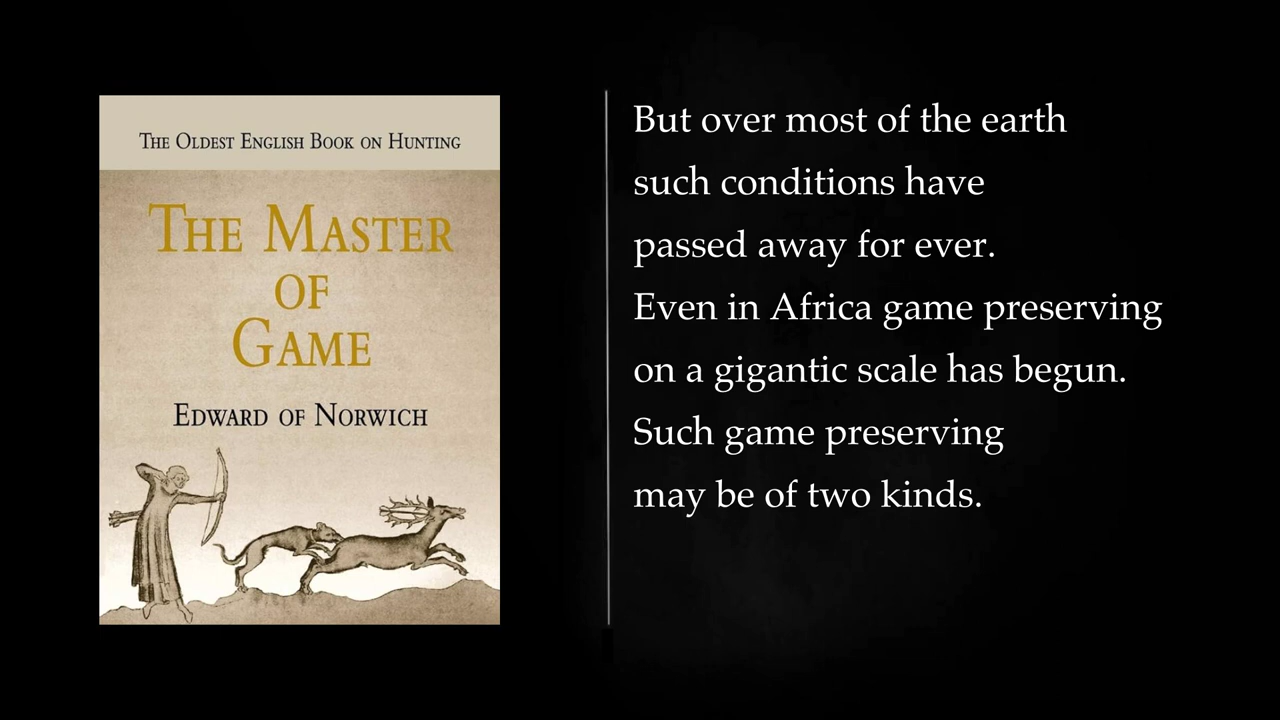 The Oldest English Book on Hunting
The Master
of
Game
Edward of Norwich
But over most of the earth
such conditions have
passed away for ever.
Even in Africa game preserving
on a gigantic scale has begun.
Such game preserving
may be of two kinds.